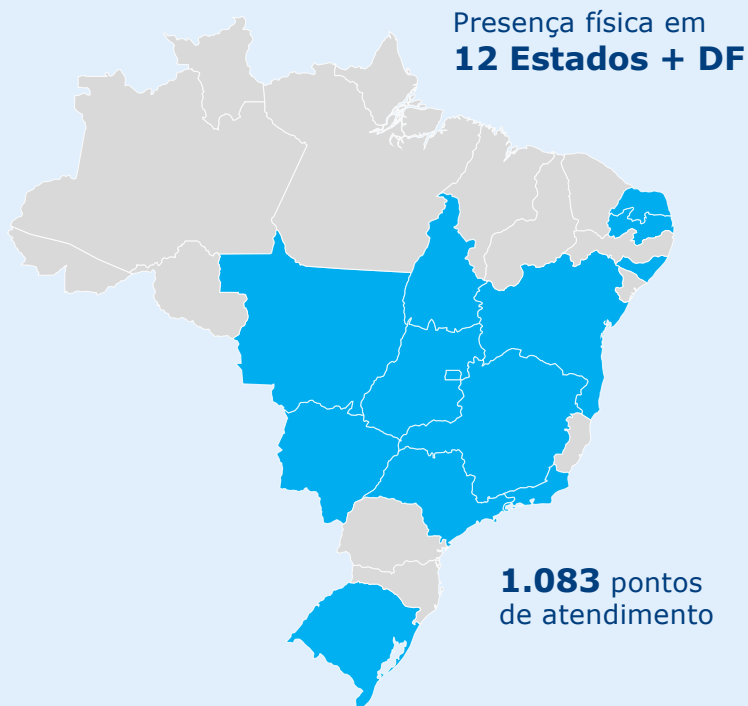 Presença física em
12 Estados + DF
1.083 pontos
de atendimento